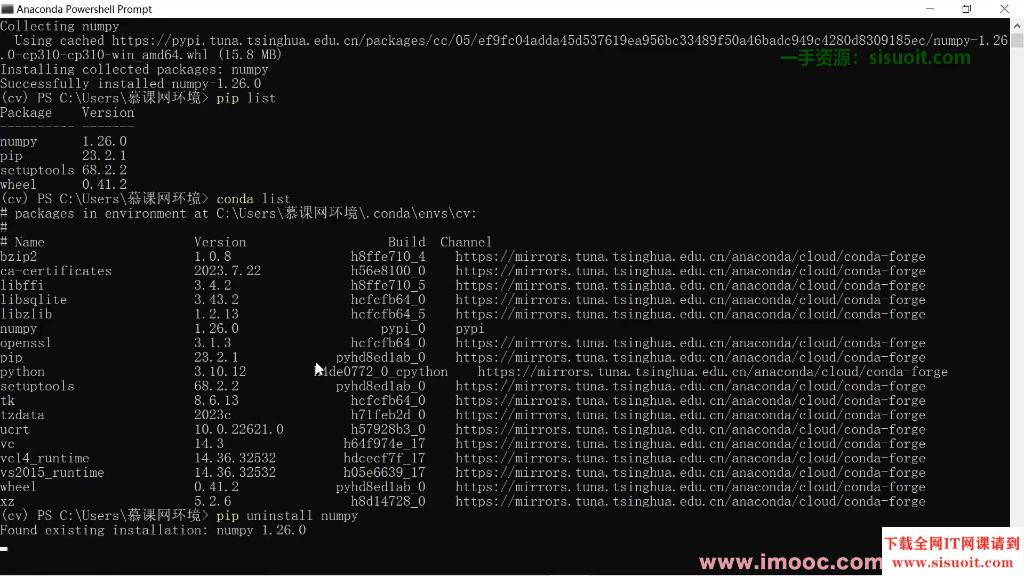 Anaconda Powershell Prompt
Collecting numpy
Using cached https://pypi.tuna.tsinghua.edu.cn/packages/cc/05/ef9fc04adda45d537619ea956bc33489f50a46badc949c4280d8309185ec/numpy-1.26
.0-cp310-cp310-win_amd64.whl (15.8 MB)
一手资源：sisuoit.com
Installing collected packages: numpy
Successfully installed numpy-1.26.0
(cv) PS C:\Users\慕课网环境> pip list
Package Version
---------- -------
numpy 1.26.0
pip 23.2.1
setuptools 68.2.2
wheel 0.41.2
(cv) PS C:\Users\慕课网环境> conda list
# packages in environment at C:\Users\慕课网环境\.conda\envs\cv:
#
# Name Version Build Channel
bzip2 1.0.8 h8ffe710_4 https://mirrors.tuna.tsinghua.edu.cn/anaconda/cloud/conda-forge
ca-certificates 2023.7.22 h56e8100_0 https://mirrors.tuna.tsinghua.edu.cn/anaconda/cloud/conda-forge
libffi 3.4.2 h8ffe710_5 https://mirrors.tuna.tsinghua.edu.cn/anaconda/cloud/conda-forge
libsqlite 3.43.2 hcfcfb64_0 https://mirrors.tuna.tsinghua.edu.cn/anaconda/cloud/conda-forge
libzlib 1.2.13 hcfcfb64_5 https://mirrors.tuna.tsinghua.edu.cn/anaconda/cloud/conda-forge
numpy 1.26.0 pypi_0 pypi
openssl 3.1.3 hcfcfb64_0 https://mirrors.tuna.tsinghua.edu.cn/anaconda/cloud/conda-forge
pip 23.2.1 pyhd8ed1ab_0 https://mirrors.tuna.tsinghua.edu.cn/anaconda/cloud/conda-forge
python 3.10.12 https://mirrors.tuna.tsinghua.edu.cn/anaconda/cloud/conda-forge
setuptools 68.2.2 pyhd8ed1ab_0 https://mirrors.tuna.tsinghua.edu.cn/anaconda/cloud/conda-forge
tk 8.6.13 hcfcfb64_0 https://mirrors.tuna.tsinghua.edu.cn/anaconda/cloud/conda-forge
tzdata 2023c h71feb2d_0 https://mirrors.tuna.tsinghua.edu.cn/anaconda/cloud/conda-forge
ucrt 10.0.22621.0 h57928b3_0 https://mirrors.tuna.tsinghua.edu.cn/anaconda/cloud/conda-forge
vc 14.3 h64f974e_17 https://mirrors.tuna.tsinghua.edu.cn/anaconda/cloud/conda-forge
vc14_runtime 14.36.32532 hdcecf7f_17 https://mirrors.tuna.tsinghua.edu.cn/anaconda/cloud/conda-forge
vs2015_runtime 14.36.32532 h05e6639_17 https://mirrors.tuna.tsinghua.edu.cn/anaconda/cloud/conda-forge
wheel 0.41.2 pyhd8ed1ab_0 https://mirrors.tuna.tsinghua.edu.cn/anaconda/cloud/conda-forge
xz 5.2.6 h8d14728_0 https://mirrors.tuna.tsinghua.edu.cn/anaconda/cloud/conda-forge
(cv) PS C:\Users\慕课网环境> pip uninstall numpy
Found existing installation: numpy 1.26.0
下载全网IT网课请到
www.imooc.com
www.sisuoit.com